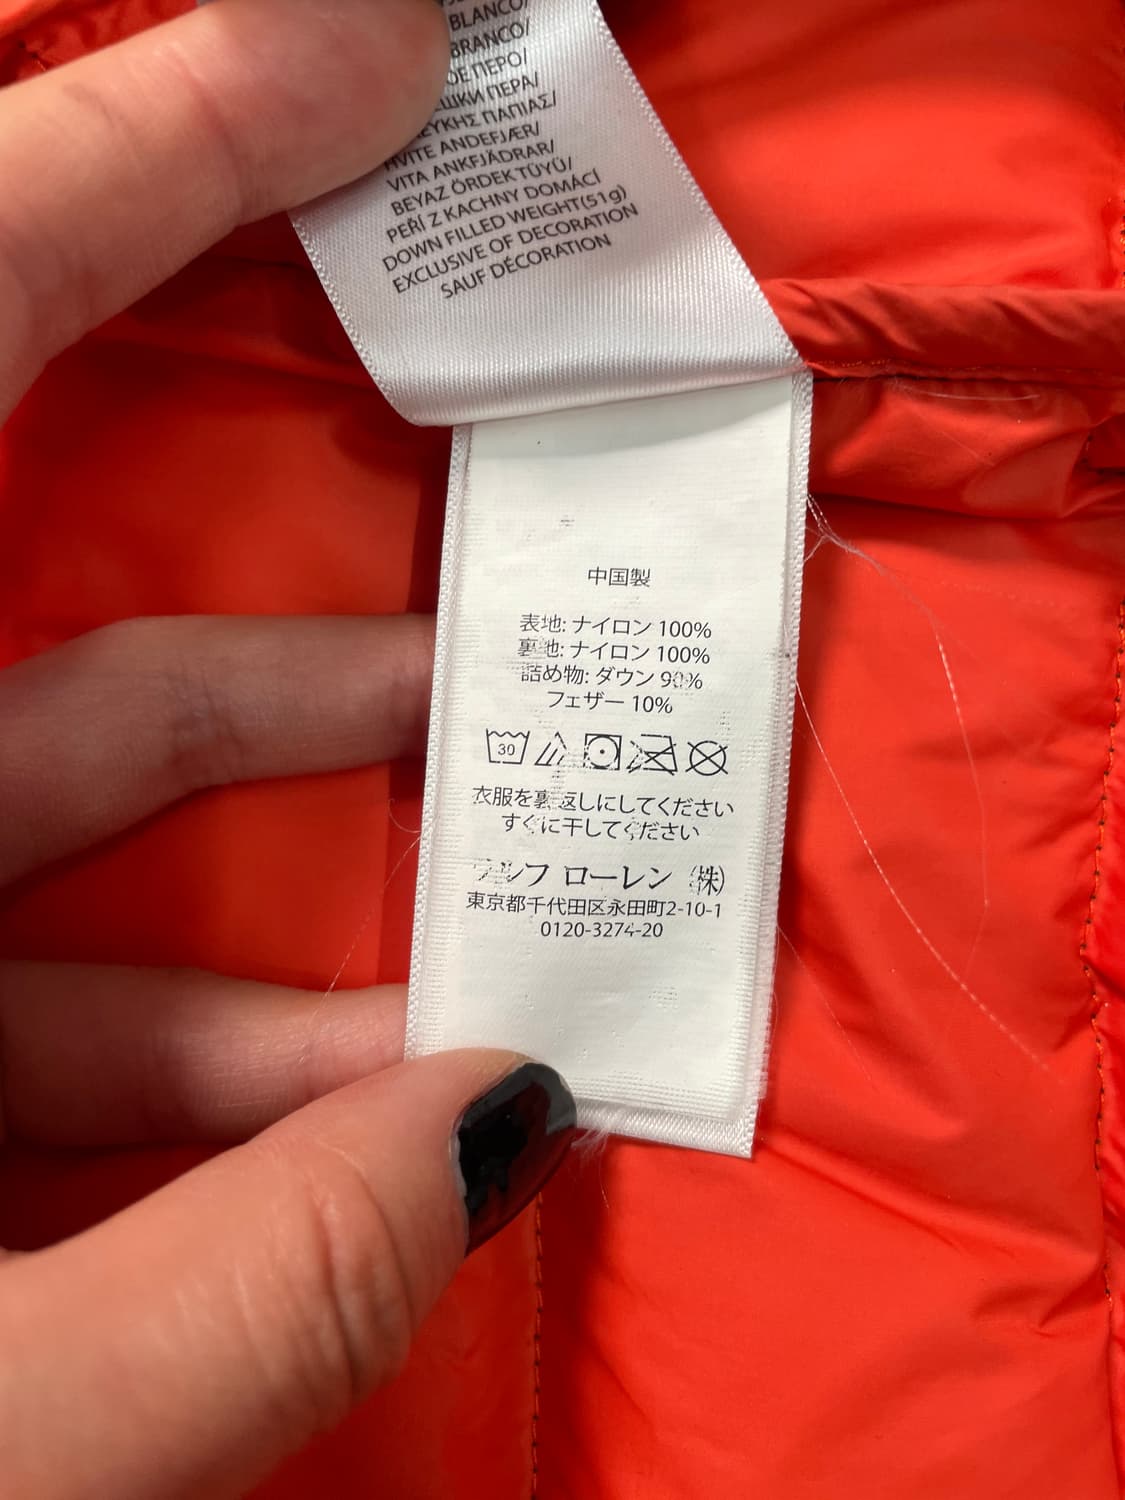 BLANCO/
BRANCO/
ОЕ ПЕРО/
ПЕРА/
ΠΑΠΙΑΣ/
HVITE ANDEFJÆR/
VITA ANKFJÄDRAR/
BEYAZ ÖRDEK TÜYÜ/
PEŘÍ Z KACHNY DOMÁCÍ
DOWN FILLED WEIGHT(51g)
EXCLUSIVE OF DECORATION
SAUF DÉCORATION
中国製
表地: ナイロン 100%
裏地: ナイロン 100%
詰め物: ダウン 90%
フェザー 10%
30
衣服を裏返しにしてください
すぐに干してください
ラルフ ローレン (株)
東京都千代田区永田町2-10-1
0120-3274-20